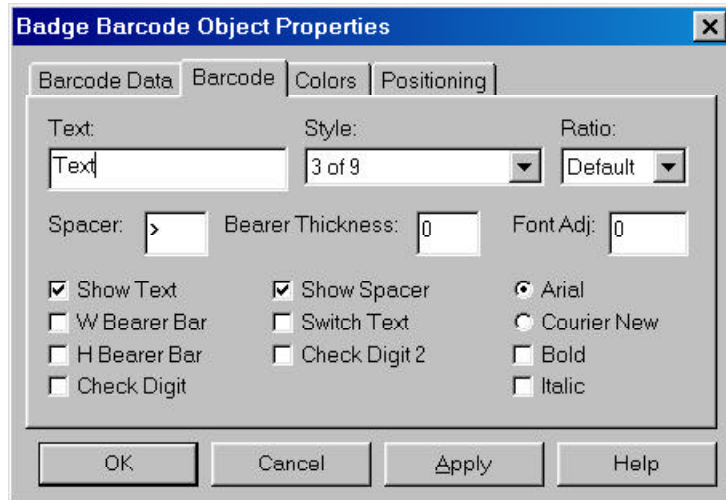 Badge Barcode Object Properties
Barcode Data Barcode Colors Positioning
Text: Style: Ratio:
Text 3 of 9 Default
Spacer: > Bearer Thickness: 0 Font Adj: 0
Show Text Show Spacer Arial
W Bearer Bar Switch Text Courier New
H Bearer Bar Check Digit 2 Bold
Check Digit Italic
OK Cancel Apply Help